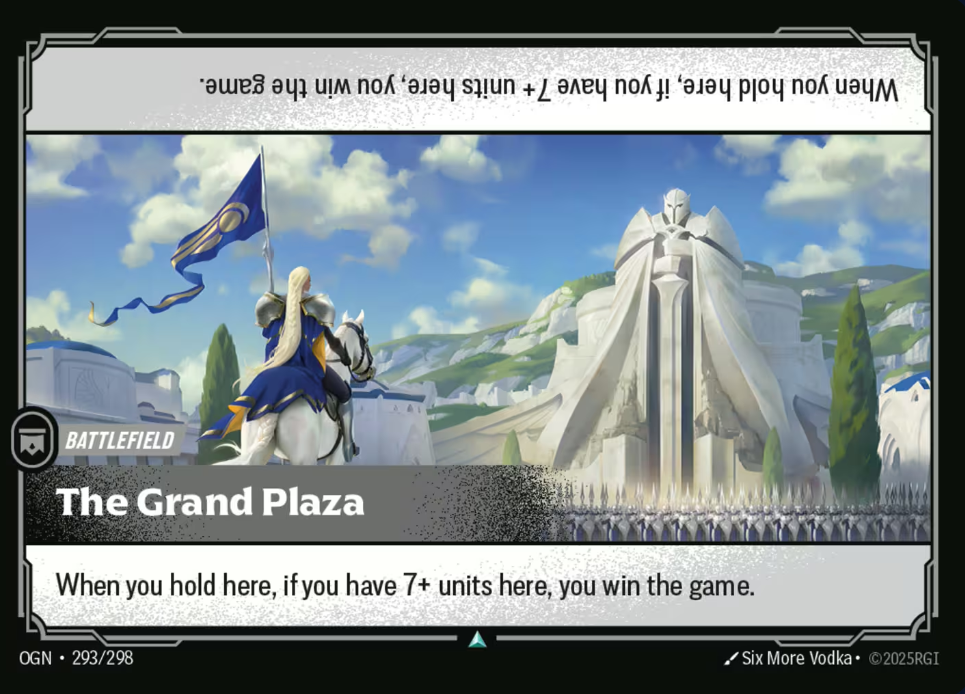 When you hold here, if you have 7+ units here, you win the game.
BATTLEFIELD
The Grand Plaza
When you hold here, if you have 7+ units here, you win the game.
OGN • 293/298
Six More Vodka • ©2025RGI